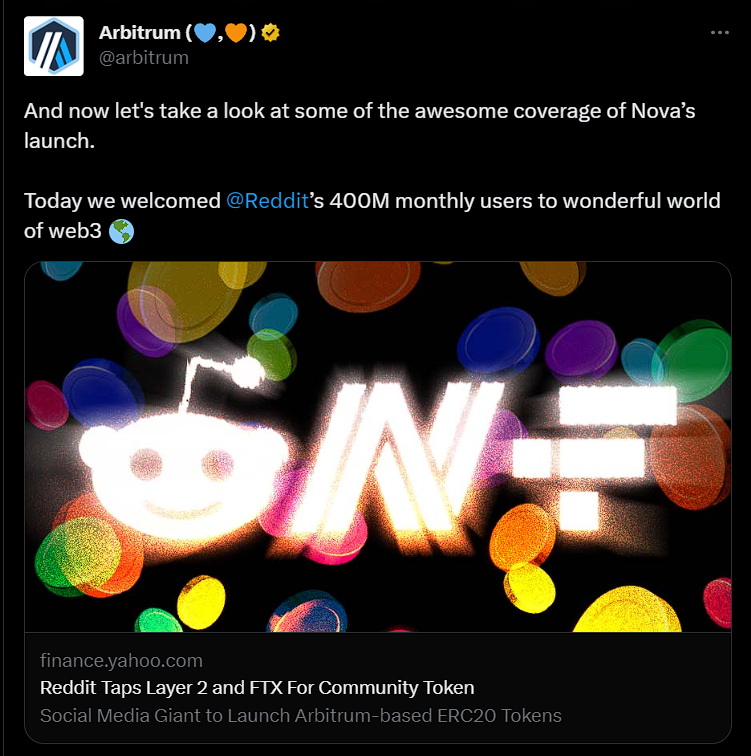 Arbitrum (💙,🧡)
@arbitrum
And now let's take a look at some of the awesome coverage of Nova’s
launch.
Today we welcomed @Reddit’s 400M monthly users to wonderful world
of web3 🌎
finance.yahoo.com
Reddit Taps Layer 2 and FTX For Community Token
Social Media Giant to Launch Arbitrum-based ERC20 Tokens